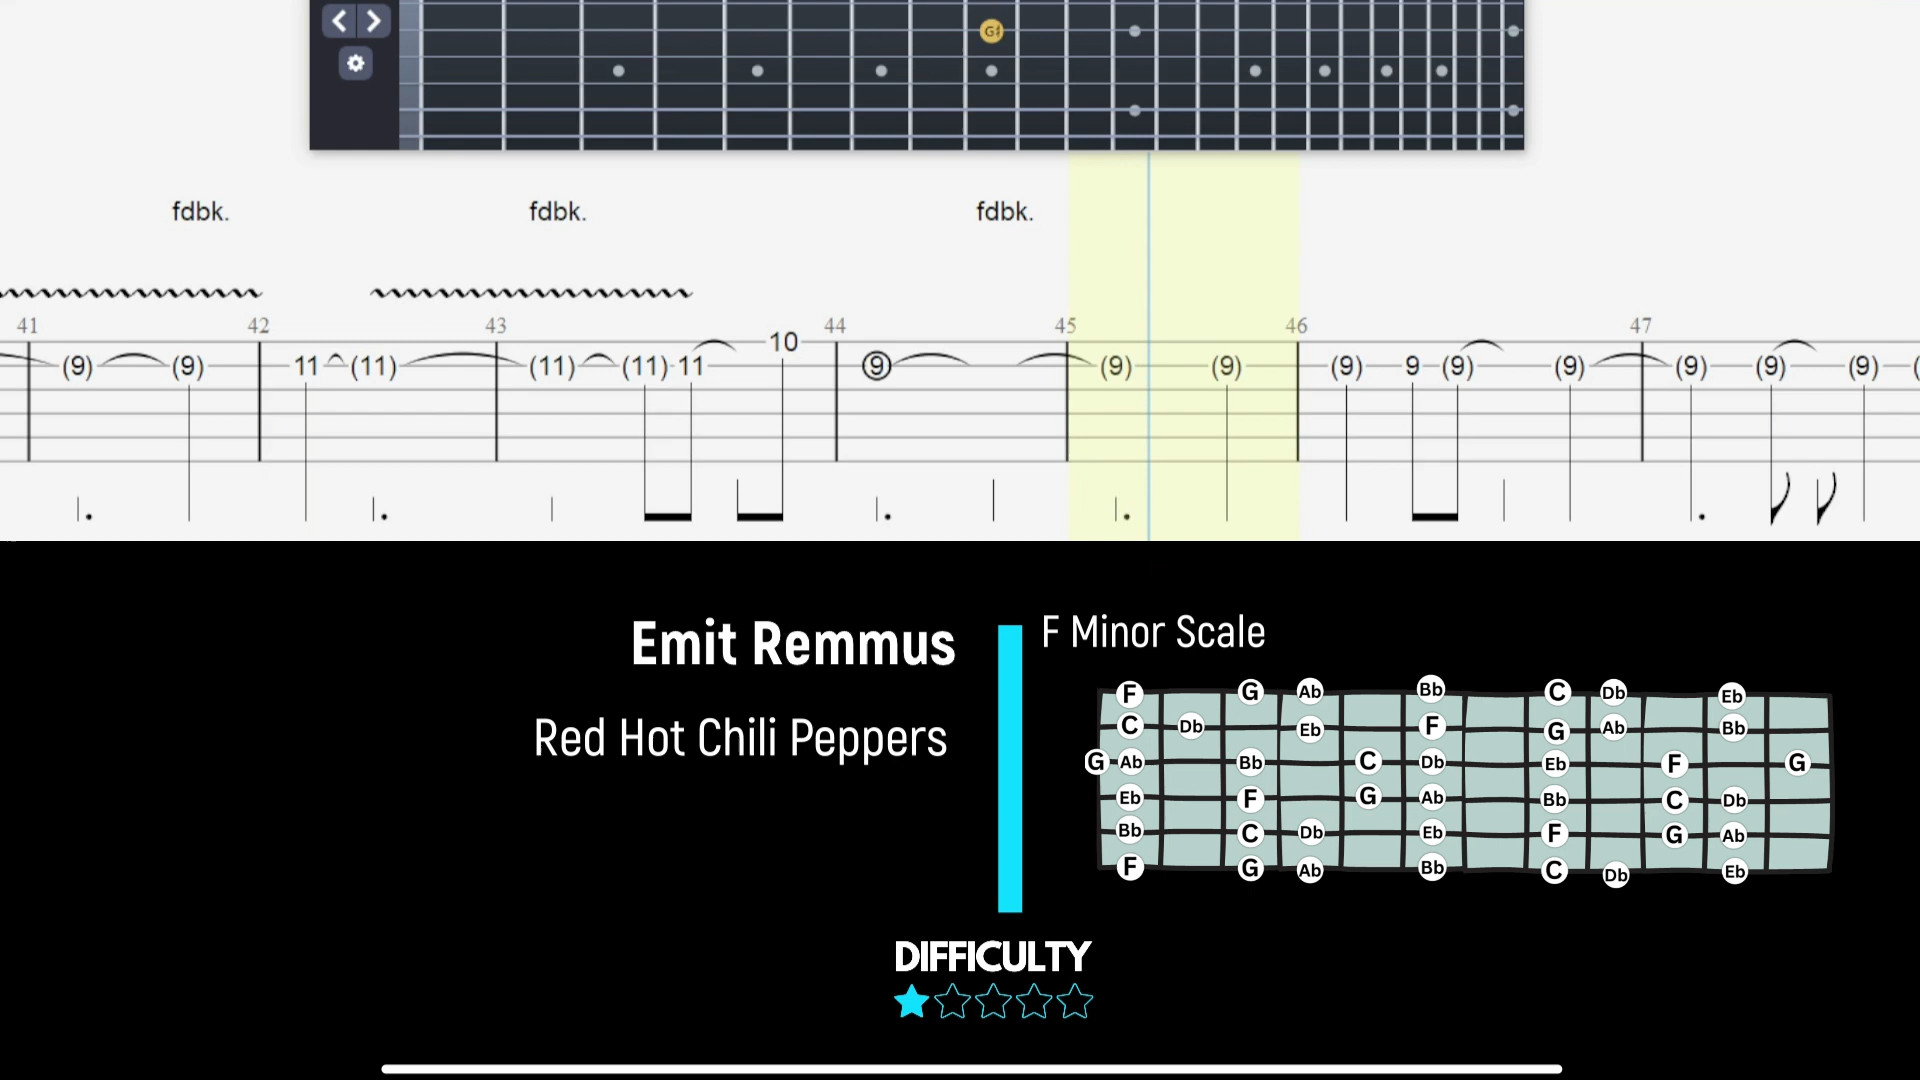 G♯
fdbk. fdbk. fdbk.
41 42 43 44 45 46 47
10
(9) (9) 11 (11) (11) (11) 11 9 (9) (9) (9) 9 (9) (9) (9) (9) (9)
Emit Remmus
Red Hot Chili Peppers
F Minor Scale
F G Ab Bb C Db Eb
C Db Eb F G Ab Bb
G Ab Bb C Db Eb F G
Eb F G Ab Bb C Db
Bb C Db Eb F G Ab
F G Ab Bb C Db Eb
DIFFICULTY